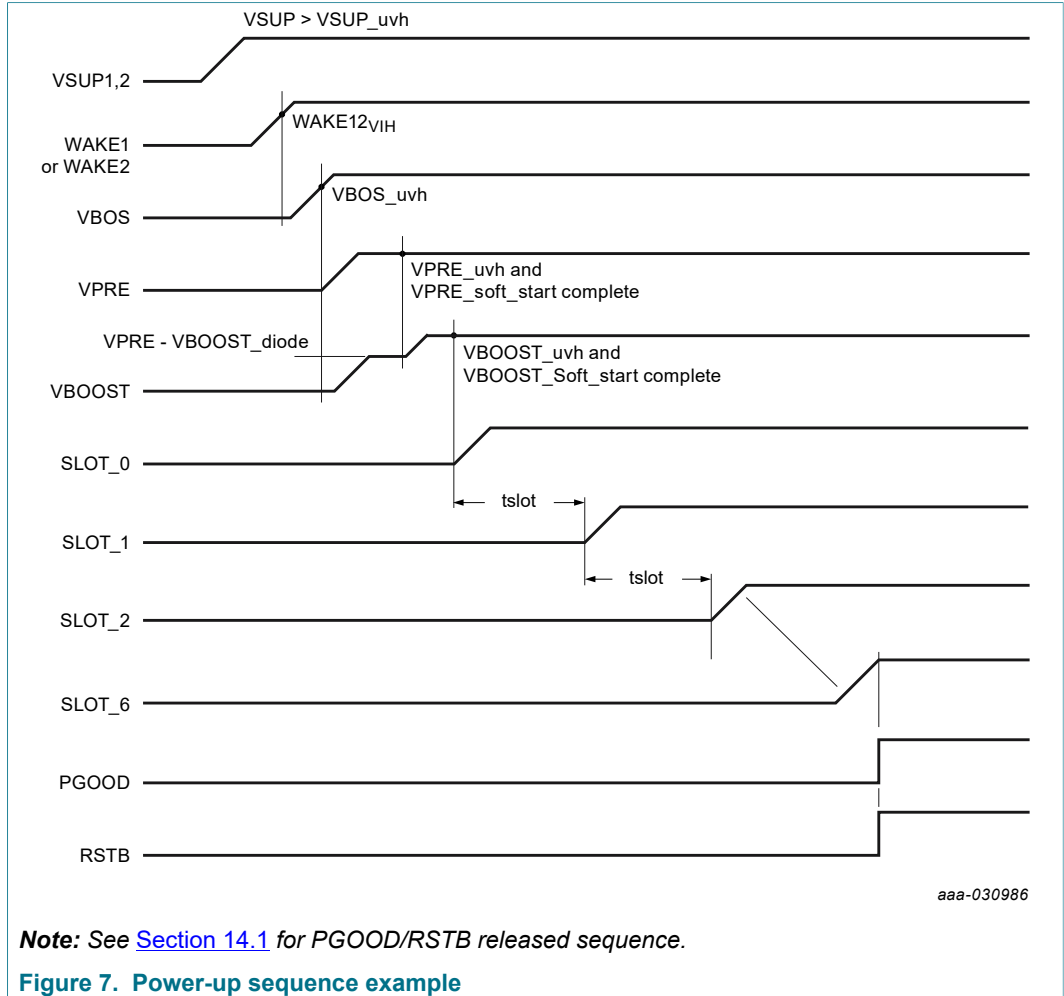 VSUP > VSUP_uvh
VSUP1,2
WAKE12VIH
WAKE1
or WAKE2
VBOS_uvh
VBOS
VPRE_uvh and
VPRE_soft_start complete
VPRE
VPRE - VBOOST_diode
VBOOST_uvh and
VBOOST_Soft_start complete
VBOOST
SLOT_0
tslot
SLOT_1
tslot
SLOT_2
SLOT_6
PGOOD
RSTB
aaa-030986
Note: See Section 14.1 for PGOOD/RSTB released sequence.
Figure 7. Power-up sequence example